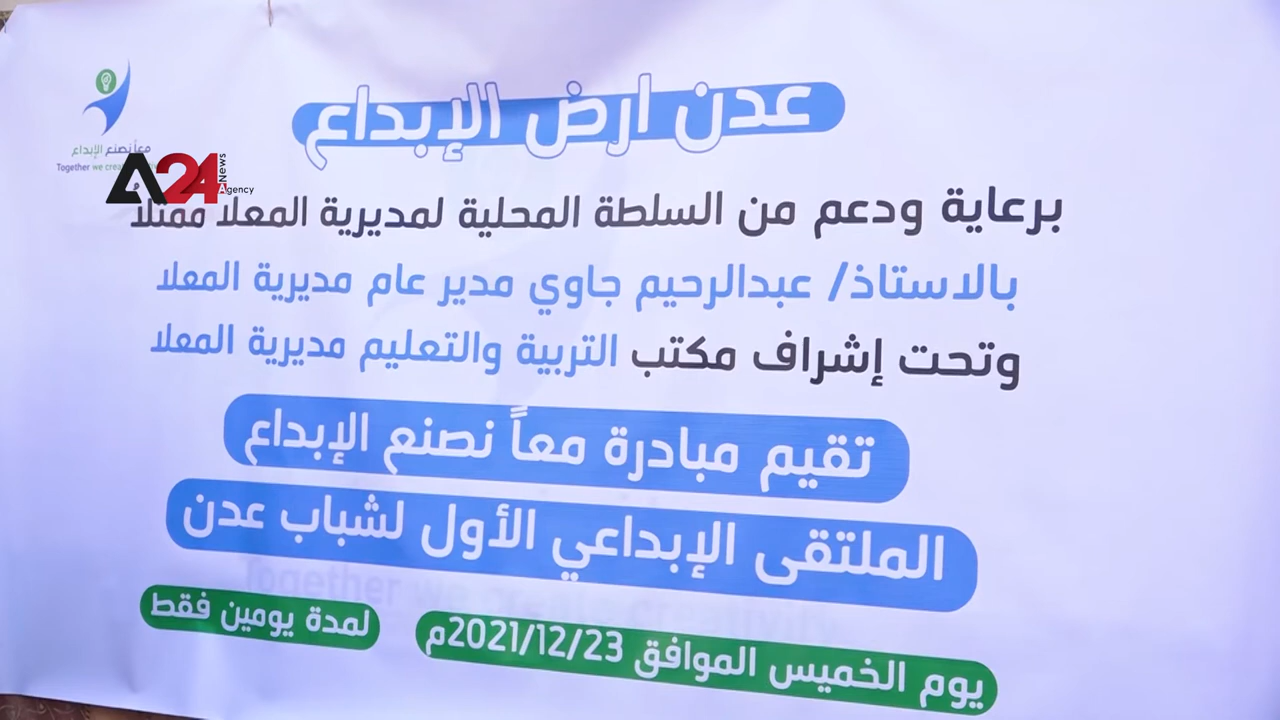 عدن ارض الإبداع
معاً نصنع الإبداع
Together we
A24 News Agency
برعاية ودعم من السلطة المحلية لمديرية المعلا ممثلاً
بالاستاذ/ عبدالرحيم جاوي مدير عام مديرية المعلا
وتحت إشراف مكتب التربية والتعليم مديرية المعلا
تقيم مبادرة معاً نصنع الإبداع
الملتقى الإبداعي الأول لشباب عدن
يوم الخميس الموافق 2021/12/23م
لمدة يومين فقط